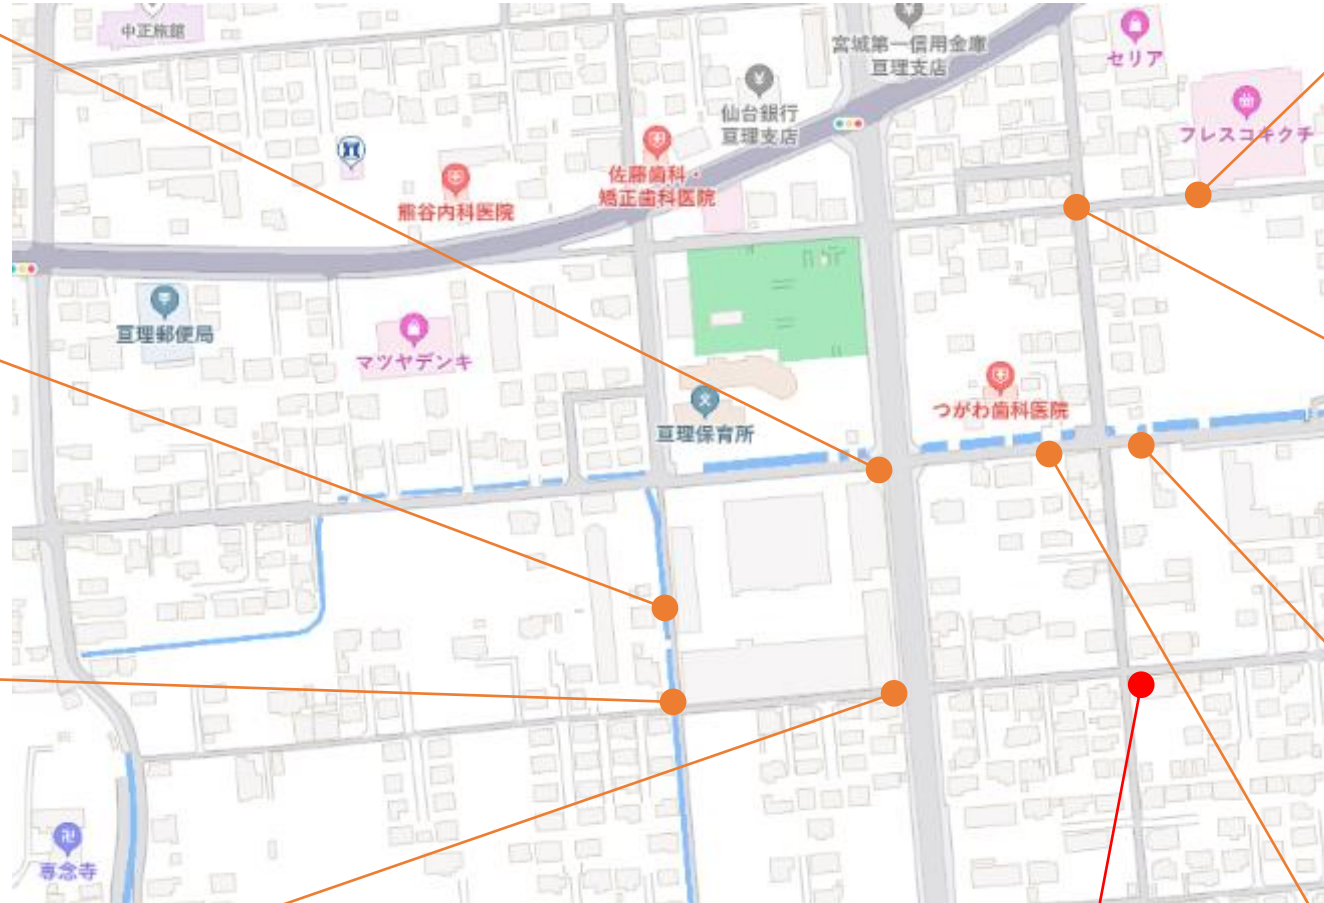 中正旅館
宮城第一信用金庫
亘理支店
セリア
仙台銀行
亘理支店
フレスコキクチ
佐藤歯科・
矯正歯科医院
熊谷内科医院
亘理郵便局
マツヤデンキ
つがわ歯科医院
亘理保育所
専念寺